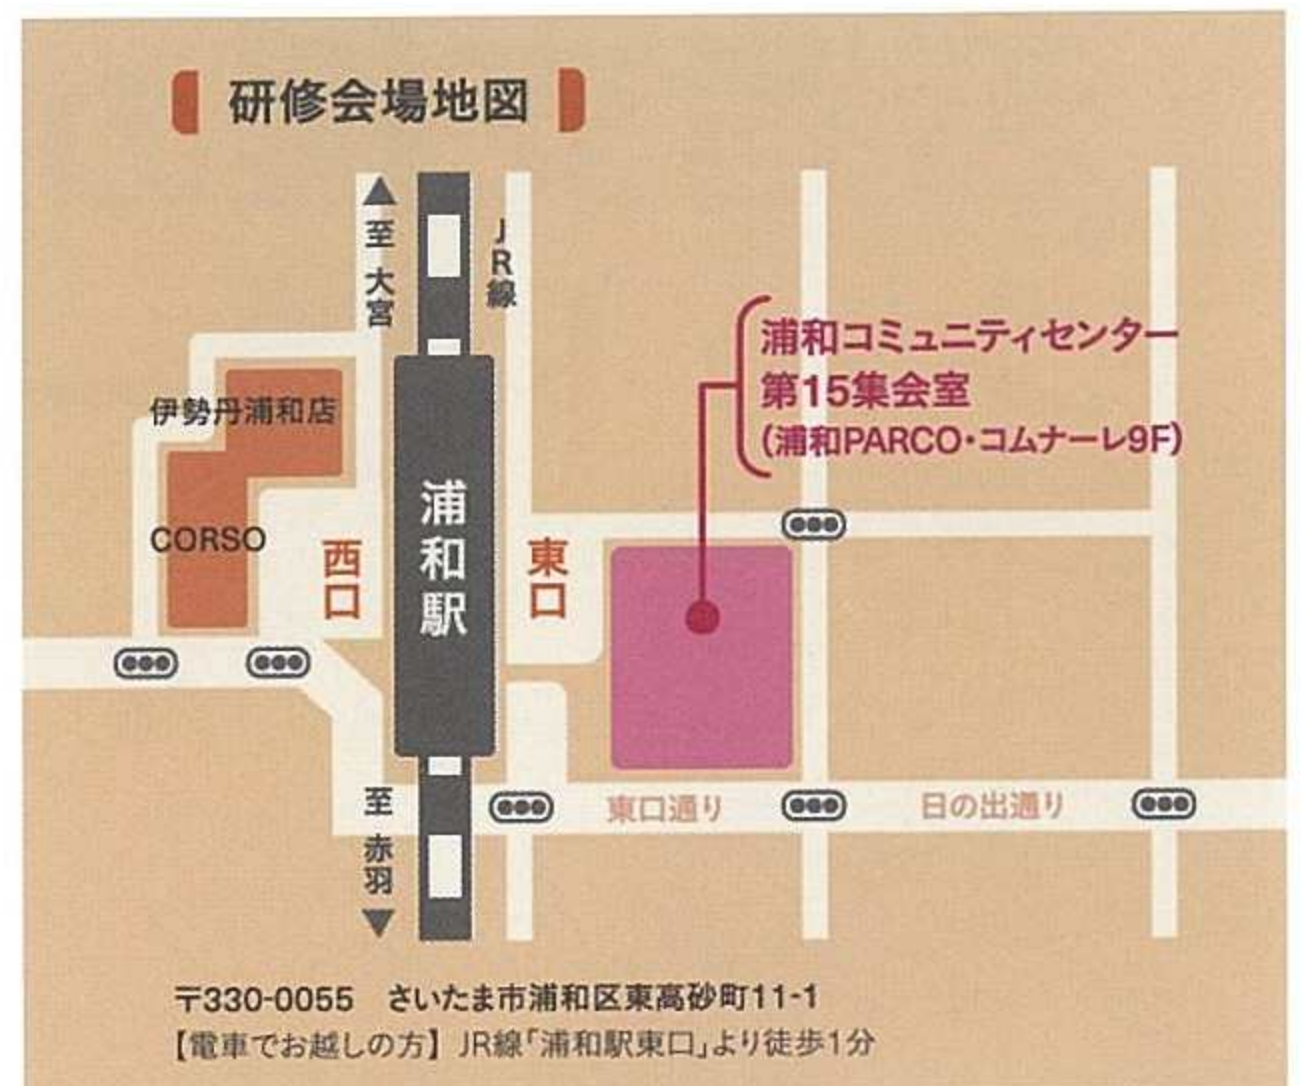 研修会場地図
至 大宮
JR線
浦和コミュニティセンター
第15集会室
(浦和PARCO・コムナーレ9F)
伊勢丹浦和店
CORSO
西口
浦和駅
東口
至 赤羽
東口通り
日の出通り
〒330-0055 さいたま市浦和区東高砂町11-1
【電車でお越しの方】JR線「浦和駅東口」より徒歩1分